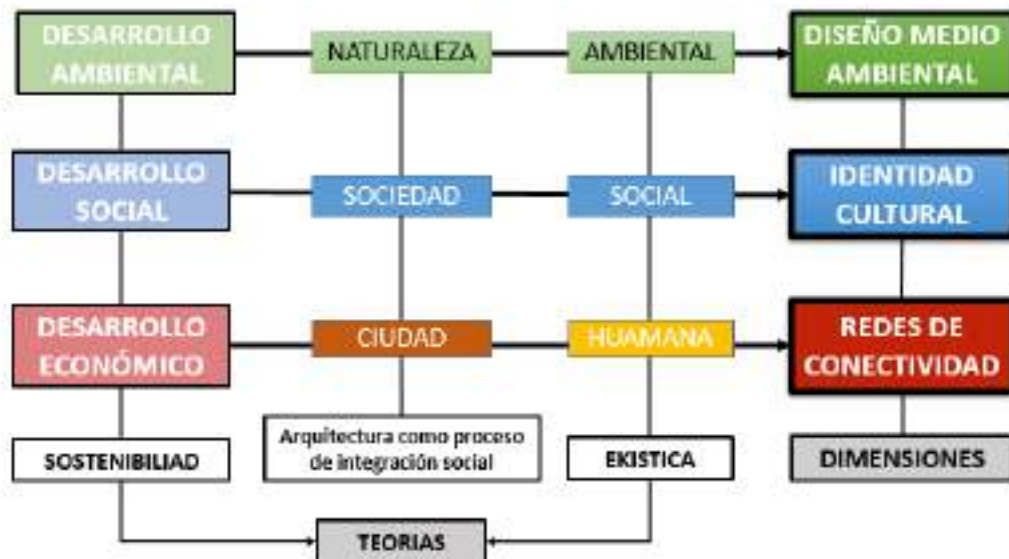 DESARROLLO
AMBIENTAL
NATURALEZA
AMBIENTAL
DISEÑO MEDIO
AMBIENTAL
DESARROLLO
SOCIAL
SOCIEDAD
SOCIAL
IDENTIDAD
CULTURAL
DESARROLLO
ECONÓMICO
CIUDAD
HUAMANA
REDES DE
CONECTIVIDAD
SOSTENIBILIAD
Arquitectura como proceso
de integración social
EKISTICA
DIMENSIONES
TEORIAS